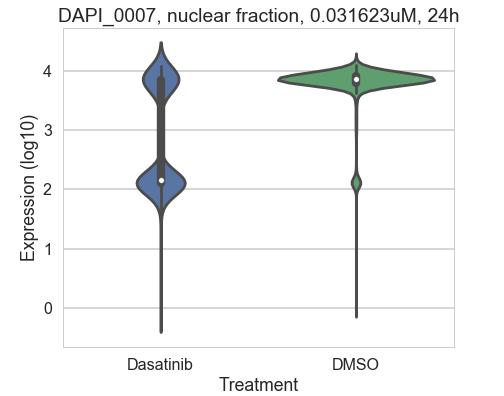 DAPI_0007, nuclear fraction, 0.031623uM, 24h
Expression (log10)
4
3
2
1
0
Dasatinib DMSO
Treatment